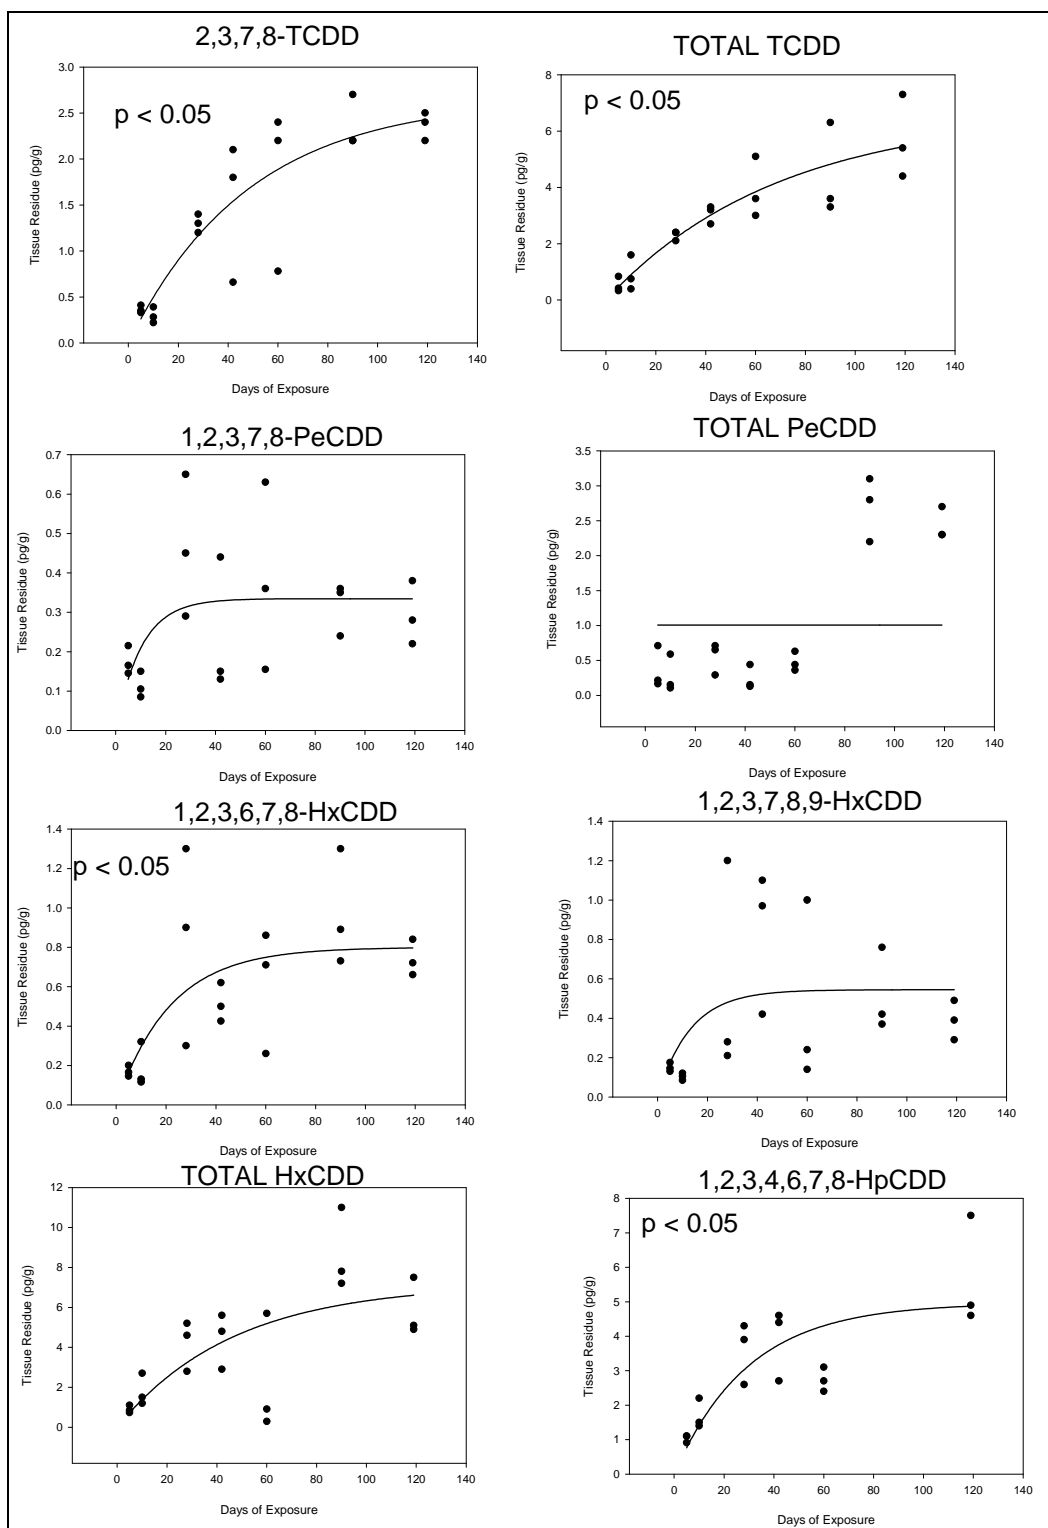 2,3,7,8-TCDD
p < 0.05
Tissue Residue (pg/g)
3.0
2.5
2.0
1.5
1.0
0.5
0.0
0 20 40 60 80 100 120 140
Days of Exposure
TOTAL TCDD
p < 0.05
Tissue Residue (pg/g)
8
6
4
2
0
0 20 40 60 80 100 120 140
Days of Exposure
1,2,3,7,8-PeCDD
Tissue Residue (pg/g)
0.7
0.6
0.5
0.4
0.3
0.2
0.1
0.0
0 20 40 60 80 100 120 140
Days of Exposure
TOTAL PeCDD
Tissue Residue (pg/g)
3.5
3.0
2.5
2.0
1.5
1.0
0.5
0.0
0 20 40 60 80 100 120 140
Days of Exposure
1,2,3,6,7,8-HxCDD
p < 0.05
Tissue Residue (pg/g)
1.4
1.2
1.0
0.8
0.6
0.4
0.2
0.0
0 20 40 60 80 100 120 140
Days of Exposure
1,2,3,7,8,9-HxCDD
Tissue Residue (pg/g)
1.4
1.2
1.0
0.8
0.6
0.4
0.2
0.0
0 20 40 60 80 100 120 140
Days of Exposure
TOTAL HxCDD
Tissue Residue (pg/g)
12
10
8
6
4
2
0
0 20 40 60 80 100 120 140
Days of Exposure
1,2,3,4,6,7,8-HpCDD
p < 0.05
Tissue Residue (pg/g)
8
7
6
5
4
3
2
1
0
0 20 40 60 80 100 120 140
Days of Exposure